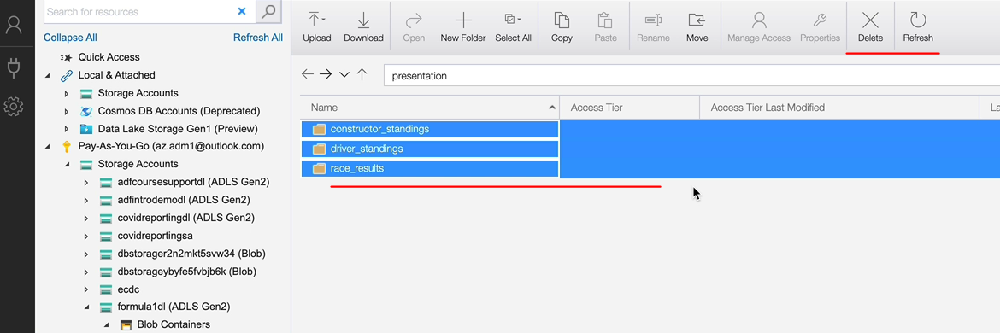 Search for resources
Collapse All
Refresh All
Quick Access
Local & Attached
Storage Accounts
Cosmos DB Accounts (Deprecated)
Data Lake Storage Gen1 (Preview)
Pay-As-You-Go (az.adm1@outlook.com)
Storage Accounts
adfcoursesupportdl (ADLS Gen2)
adfintrodemodl (ADLS Gen2)
covidreportingdl (ADLS Gen2)
covidreportingsa
dbstorager2n2mkt5svw34 (Blob)
dbstorageybyfe5fvbjb6k (Blob)
ecdc
formula1dl (ADLS Gen2)
Blob Containers
Upload
Download
Open
New Folder
Select All
Copy
Paste
Rename
Move
Manage Access
Properties
Delete
Refresh
presentation
Name
Access Tier
Access Tier Last Modified
La
constructor_standings
driver_standings
race_results